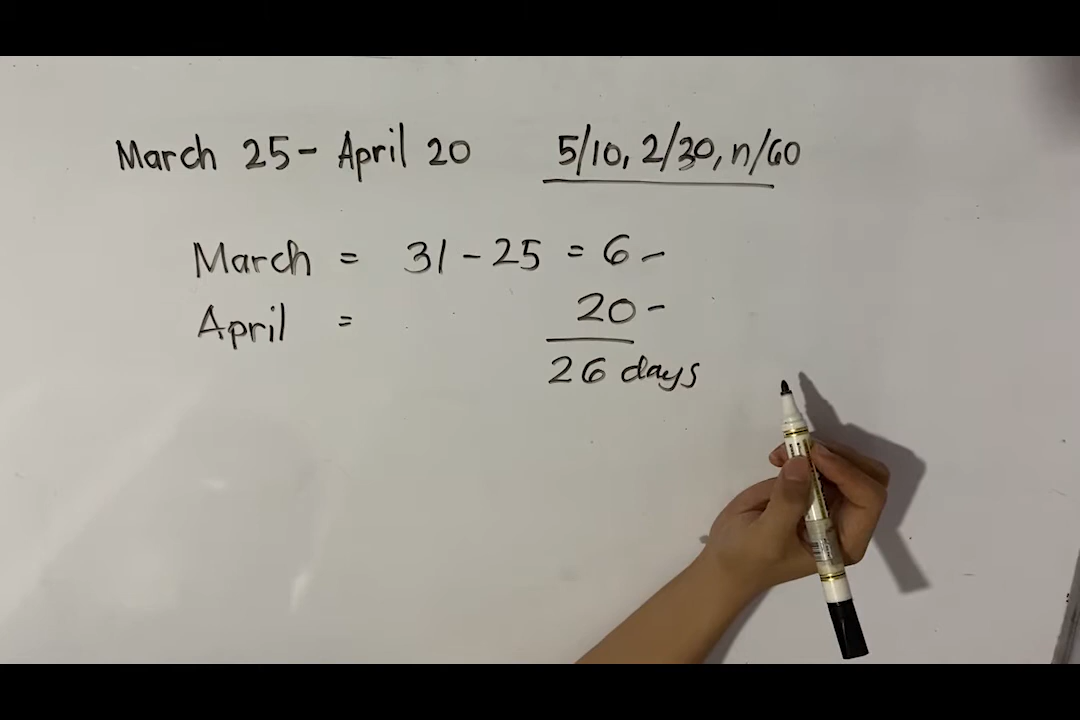 March 25 - April 20 5/10, 2/30, n/60
March = 31 - 25 = 6 -
April = 20 -
26 days